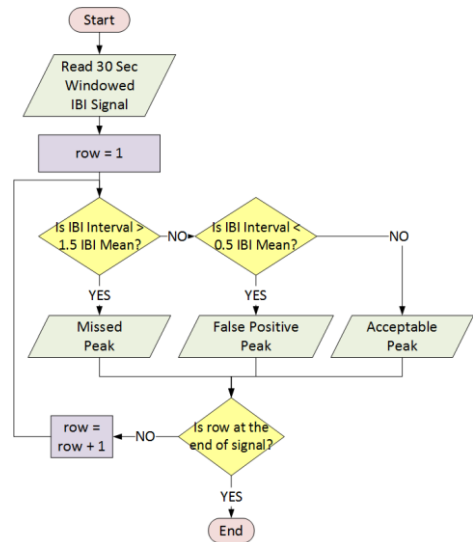 Start
Read 30 Sec
Windowed
IBI Signal
row = 1
Is IBI Interval >
1.5 IBI Mean?
NO
Is IBI Interval <
0.5 IBI Mean?
NO
YES
YES
Missed
Peak
False Positive
Peak
Acceptable
Peak
row =
row + 1
NO
Is row at the
end of signal?
YES
End